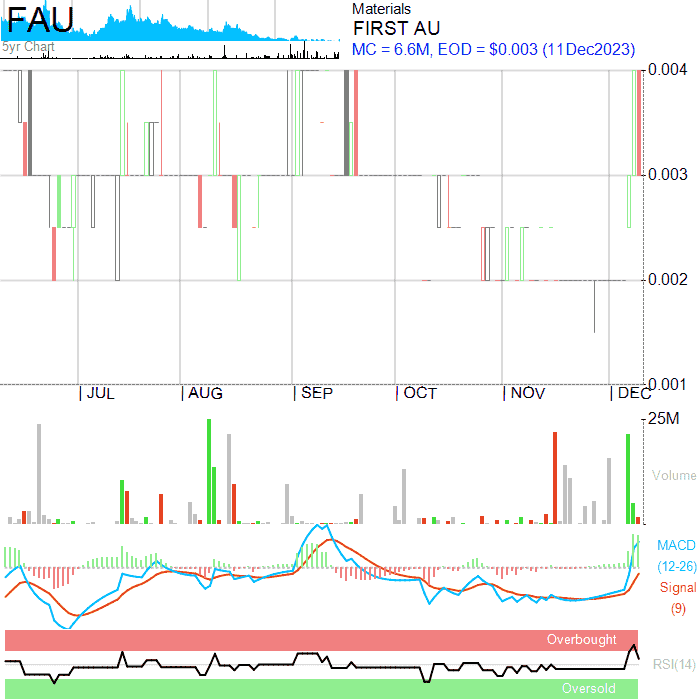 FAU
5yr Chart
Materials
FIRST AU
MC = 6.6M, EOD = $0.003 (11Dec2023)
0.004
0.003
0.002
0.001
JUL
AUG
SEP
OCT
NOV
DEC
25M
Volume
MACD
(12-26)
Signal
(9)
Overbought
RSI(14)
Oversold